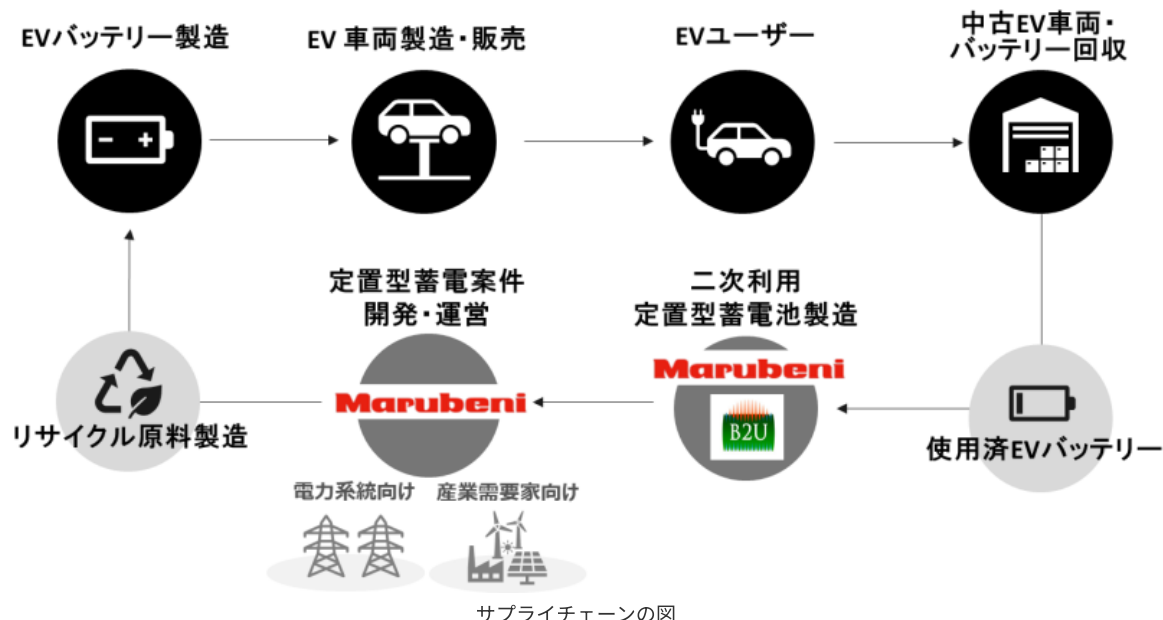 EVバッテリー製造
EV 車両製造・販売
EVユーザー
中古EV車両・
バッテリー回収
定置型蓄電案件
開発・運営
二次利用
定置型蓄電池製造
Marubeni
Marubeni
B2U
リサイクル原料製造
使用済EVバッテリー
電力系統向け
産業需要家向け
サプライチェーンの図